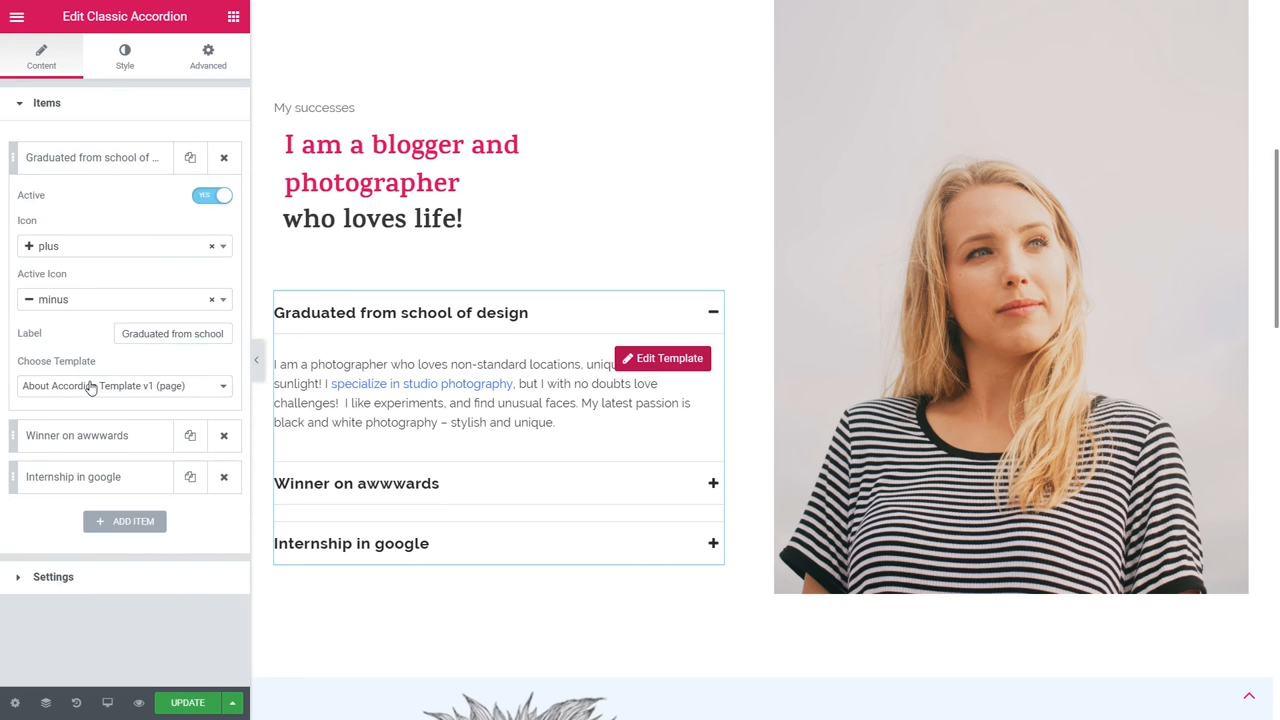 Edit Classic Accordion
Content
Style
Advanced
Items
Graduated from school of ...
Active
YES
Icon
plus
Active Icon
minus
Label
Graduated from school
Choose Template
About Accordion Template v1 (page)
Winner on awwwards
Internship in google
ADD ITEM
Settings
UPDATE
My successes
I am a blogger and
photographer
who loves life!
Graduated from school of design
I am a photographer who loves non-standard locations,
Edit Template
sunlight! I specialize in studio photography, but I with no doubts love
challenges! I like experiments, and find unusual faces. My latest passion is
black and white photography – stylish and unique.
Winner on awwwards
Internship in google